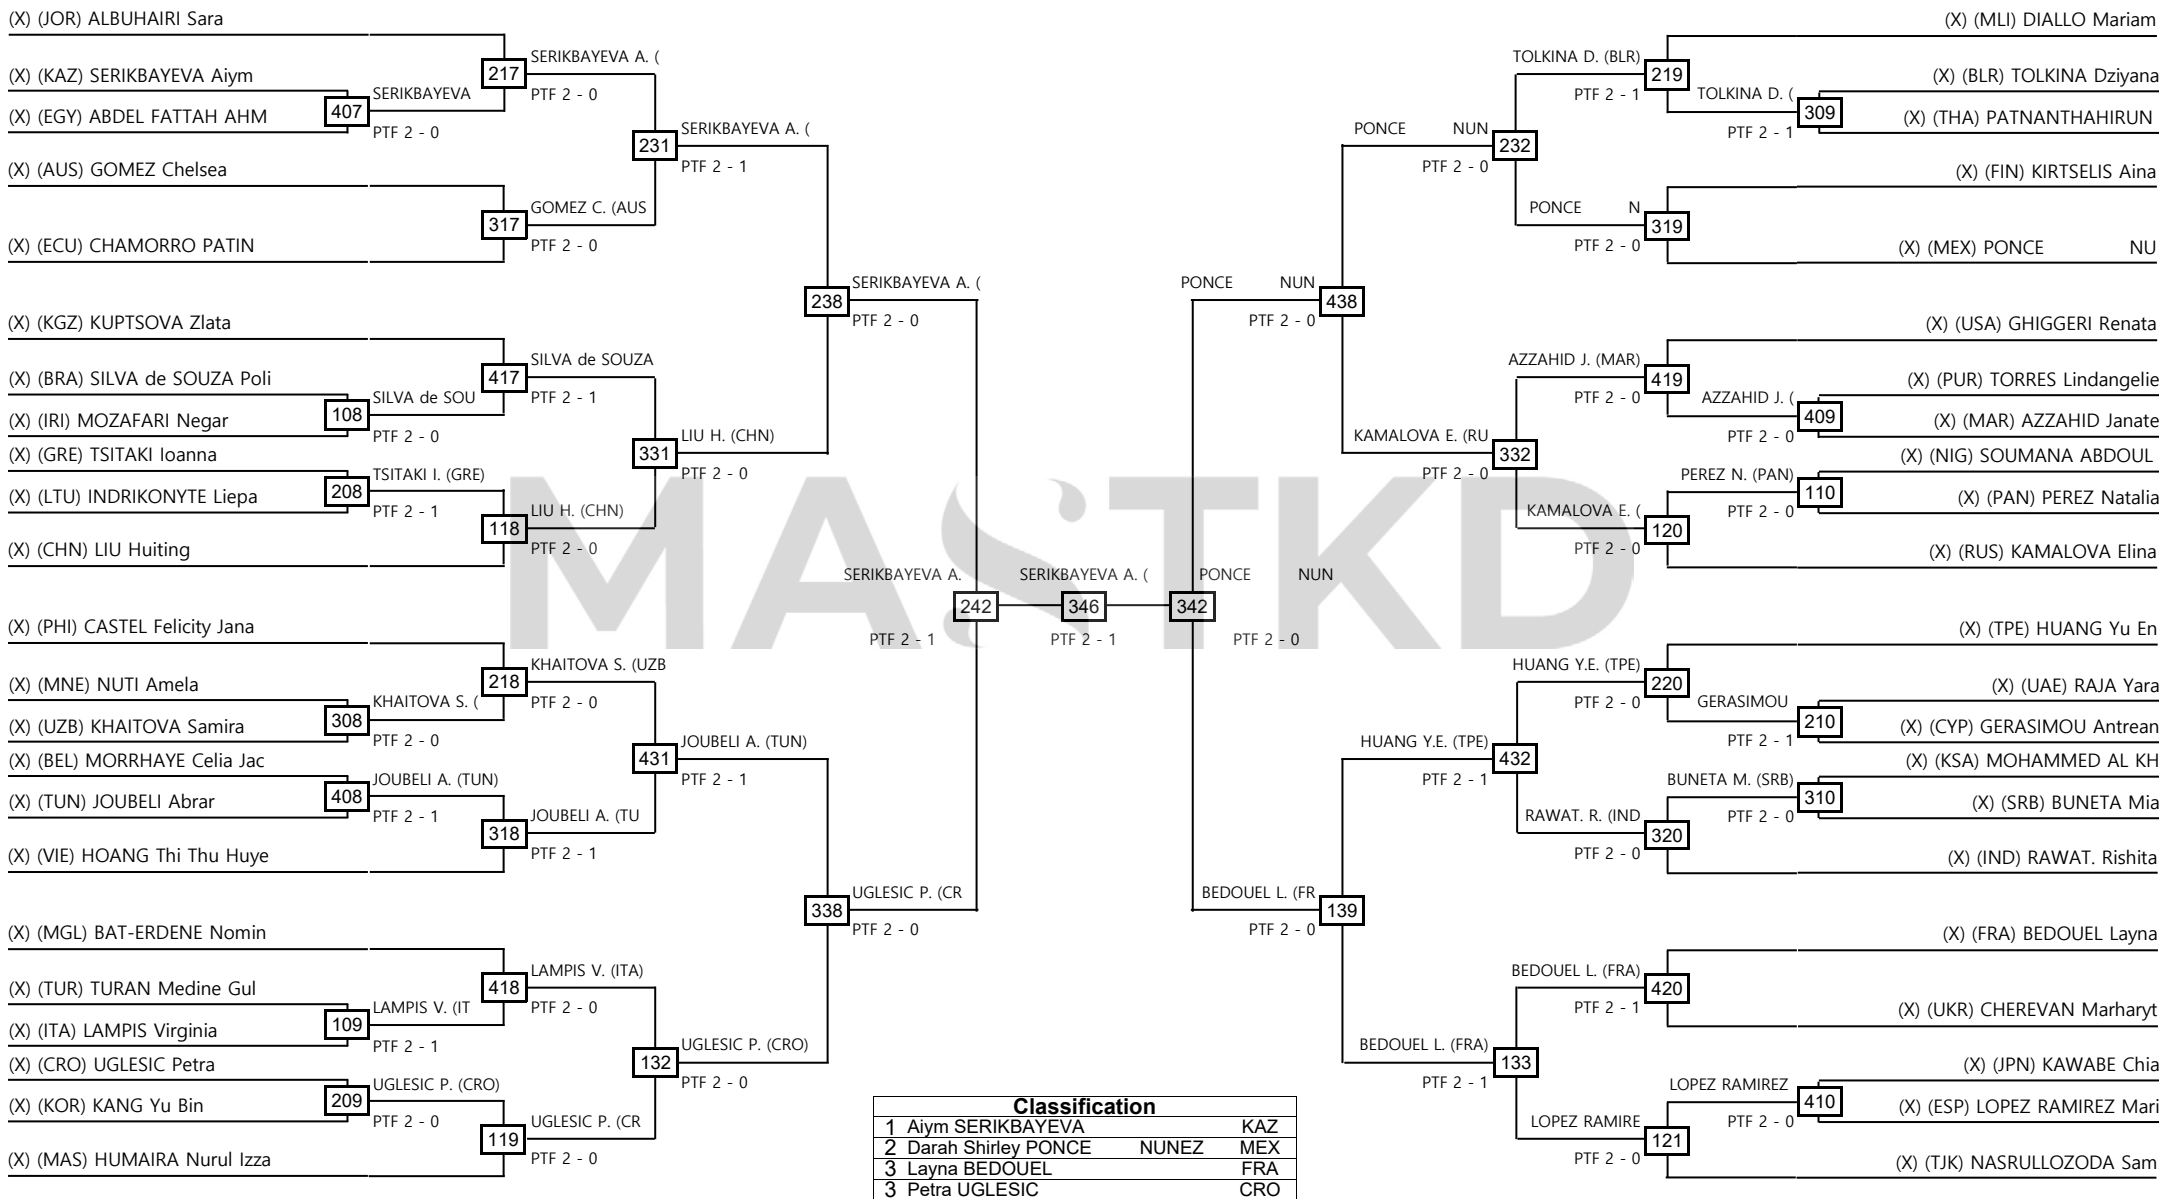 (X) (JOR) ALBUHAIRI Sara
(X) (KAZ) SERIKBAYEVA Aiym
(X) (EGY) ABDEL FATTAH AHM
(X) (AUS) GOMEZ Chelsea
(X) (ECU) CHAMORRO PATIN
(X) (KGZ) KUPTSOVA Zlata
(X) (BRA) SILVA de SOUZA Poli
(X) (IRI) MOZAFARI Negar
(X) (GRE) TSITAKI Ioanna
(X) (LTU) INDRIKONYTE Liepa
(X) (CHN) LIU Huiting
(X) (PHI) CASTEL Felicity Jana
(X) (MNE) NUTI Amela
(X) (UZB) KHAITOVA Samira
(X) (BEL) MORRHAYE Celia Jac
(X) (TUN) JOUBELI Abrar
(X) (VIE) HOANG Thi Thu Huye
(X) (MGL) BAT-ERDENE Nomin
(X) (TUR) TURAN Medine Gul
(X) (ITA) LAMPIS Virginia
(X) (CRO) UGLESIC Petra
(X) (KOR) KANG Yu Bin
(X) (MAS) HUMAIRA Nurul Izza
SERIKBAYEVA
407
PTF 2 - 0
SILVA de SOU
108
PTF 2 - 0
TSITAKI I. (GRE)
208
PTF 2 - 1
KHAITOVA S. (
308
PTF 2 - 0
JOUBELI A. (TUN)
408
PTF 2 - 1
LAMPIS V. (IT
109
PTF 2 - 1
UGLESIC P. (CRO)
209
PTF 2 - 0
SERIKBAYEVA A. (
217
PTF 2 - 0
GOMEZ C. (AUS
317
PTF 2 - 0
SILVA de SOUZA
417
PTF 2 - 1
LIU H. (CHN)
118
PTF 2 - 0
KHAITOVA S. (UZB
218
PTF 2 - 0
JOUBELI A. (TU
318
PTF 2 - 1
LAMPIS V. (ITA)
418
PTF 2 - 0
UGLESIC P. (CR
119
PTF 2 - 0
SERIKBAYEVA A. (
231
PTF 2 - 1
LIU H. (CHN)
331
PTF 2 - 0
JOUBELI A. (TUN)
431
PTF 2 - 1
UGLESIC P. (CRO)
132
PTF 2 - 0
SERIKBAYEVA A. (
238
PTF 2 - 0
UGLESIC P. (CR
338
PTF 2 - 0
MASTKD
SERIKBAYEVA A.
242
PTF 2 - 1
SERIKBAYEVA A. (
346
PTF 2 - 1
PONCE NUN
342
PTF 2 - 0
PONCE NUN
438
PTF 2 - 0
BEDOUEL L. (FR
139
PTF 2 - 0
PONCE NUN
232
PTF 2 - 0
KAMALOVA E. (RU
332
PTF 2 - 0
HUANG Y.E. (TPE)
432
PTF 2 - 1
BEDOUEL L. (FRA)
133
PTF 2 - 1
TOLKINA D. (BLR)
219
PTF 2 - 1
PONCE N
319
PTF 2 - 0
AZZAHID J. (MAR)
419
PTF 2 - 0
KAMALOVA E. (
120
PTF 2 - 0
HUANG Y.E. (TPE)
220
PTF 2 - 0
RAWAT. R. (IND
320
PTF 2 - 0
BEDOUEL L. (FRA)
420
PTF 2 - 1
LOPEZ RAMIRE
121
PTF 2 - 0
TOLKINA D. (
309
PTF 2 - 1
AZZAHID J. (
409
PTF 2 - 0
PEREZ N. (PAN)
110
PTF 2 - 0
GERASIMOU
210
PTF 2 - 1
BUNETA M. (SRB)
310
PTF 2 - 0
LOPEZ RAMIREZ
410
PTF 2 - 0
(X) (MLI) DIALLO Mariam
(X) (BLR) TOLKINA Dziyana
(X) (THA) PATNANTHAHIRUN
(X) (FIN) KIRTSELIS Aina
(X) (MEX) PONCE NU
(X) (USA) GHIGGERI Renata
(X) (PUR) TORRES Lindangelie
(X) (MAR) AZZAHID Janate
(X) (NIG) SOUMANA ABDOUL
(X) (PAN) PEREZ Natalia
(X) (RUS) KAMALOVA Elina
(X) (TPE) HUANG Yu En
(X) (UAE) RAJA Yara
(X) (CYP) GERASIMOU Antrean
(X) (KSA) MOHAMMED AL KH
(X) (SRB) BUNETA Mia
(X) (IND) RAWAT. Rishita
(X) (FRA) BEDOUEL Layna
(X) (UKR) CHEREVAN Marharyt
(X) (JPN) KAWABE Chia
(X) (ESP) LOPEZ RAMIREZ Mari
(X) (TJK) NASRULLOZODA Sam
Classification
1 Aiym SERIKBAYEVA KAZ
2 Darah Shirley PONCE NUNEZ MEX
3 Layna BEDOUEL FRA
3 Petra UGLESIC CRO